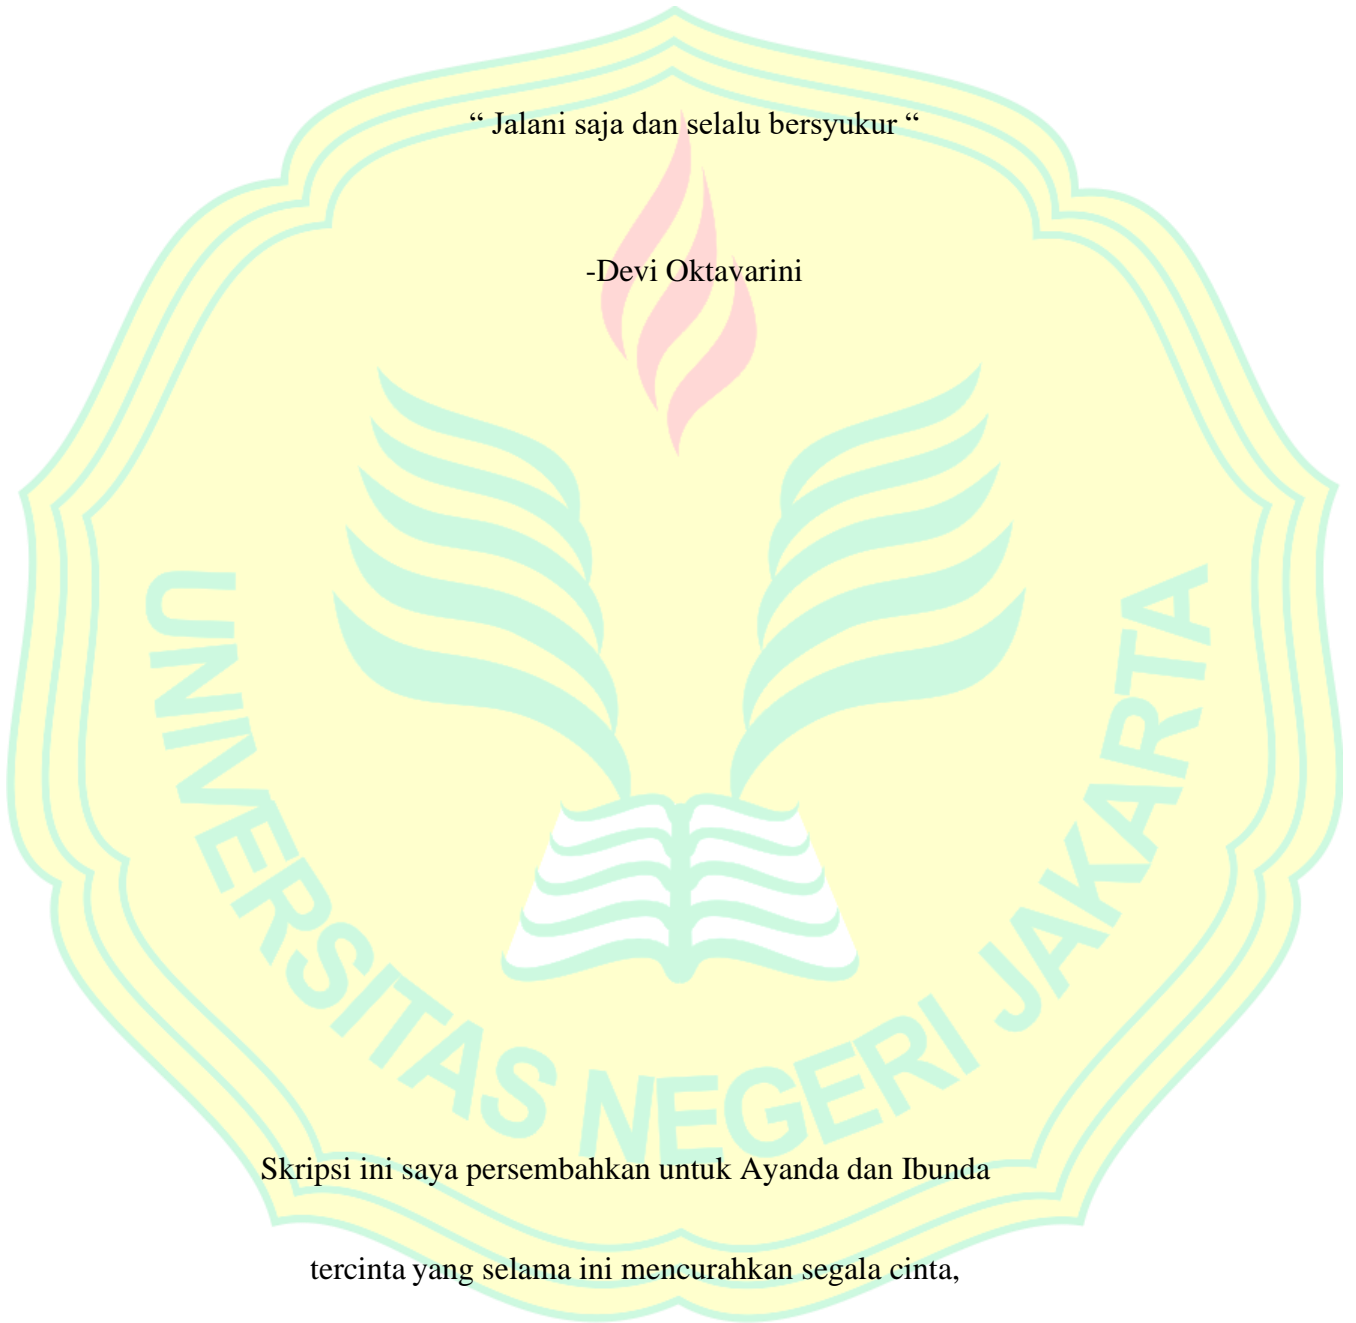 “ Jalani saja dan selalu bersyukur “
-Devi Oktavarini
UNIVERSITAS NEGERI JAKARTA
Skripsi ini saya persembahkan untuk Ayanda dan Ibunda
tercinta yang selama ini mencurahkan segala cinta,